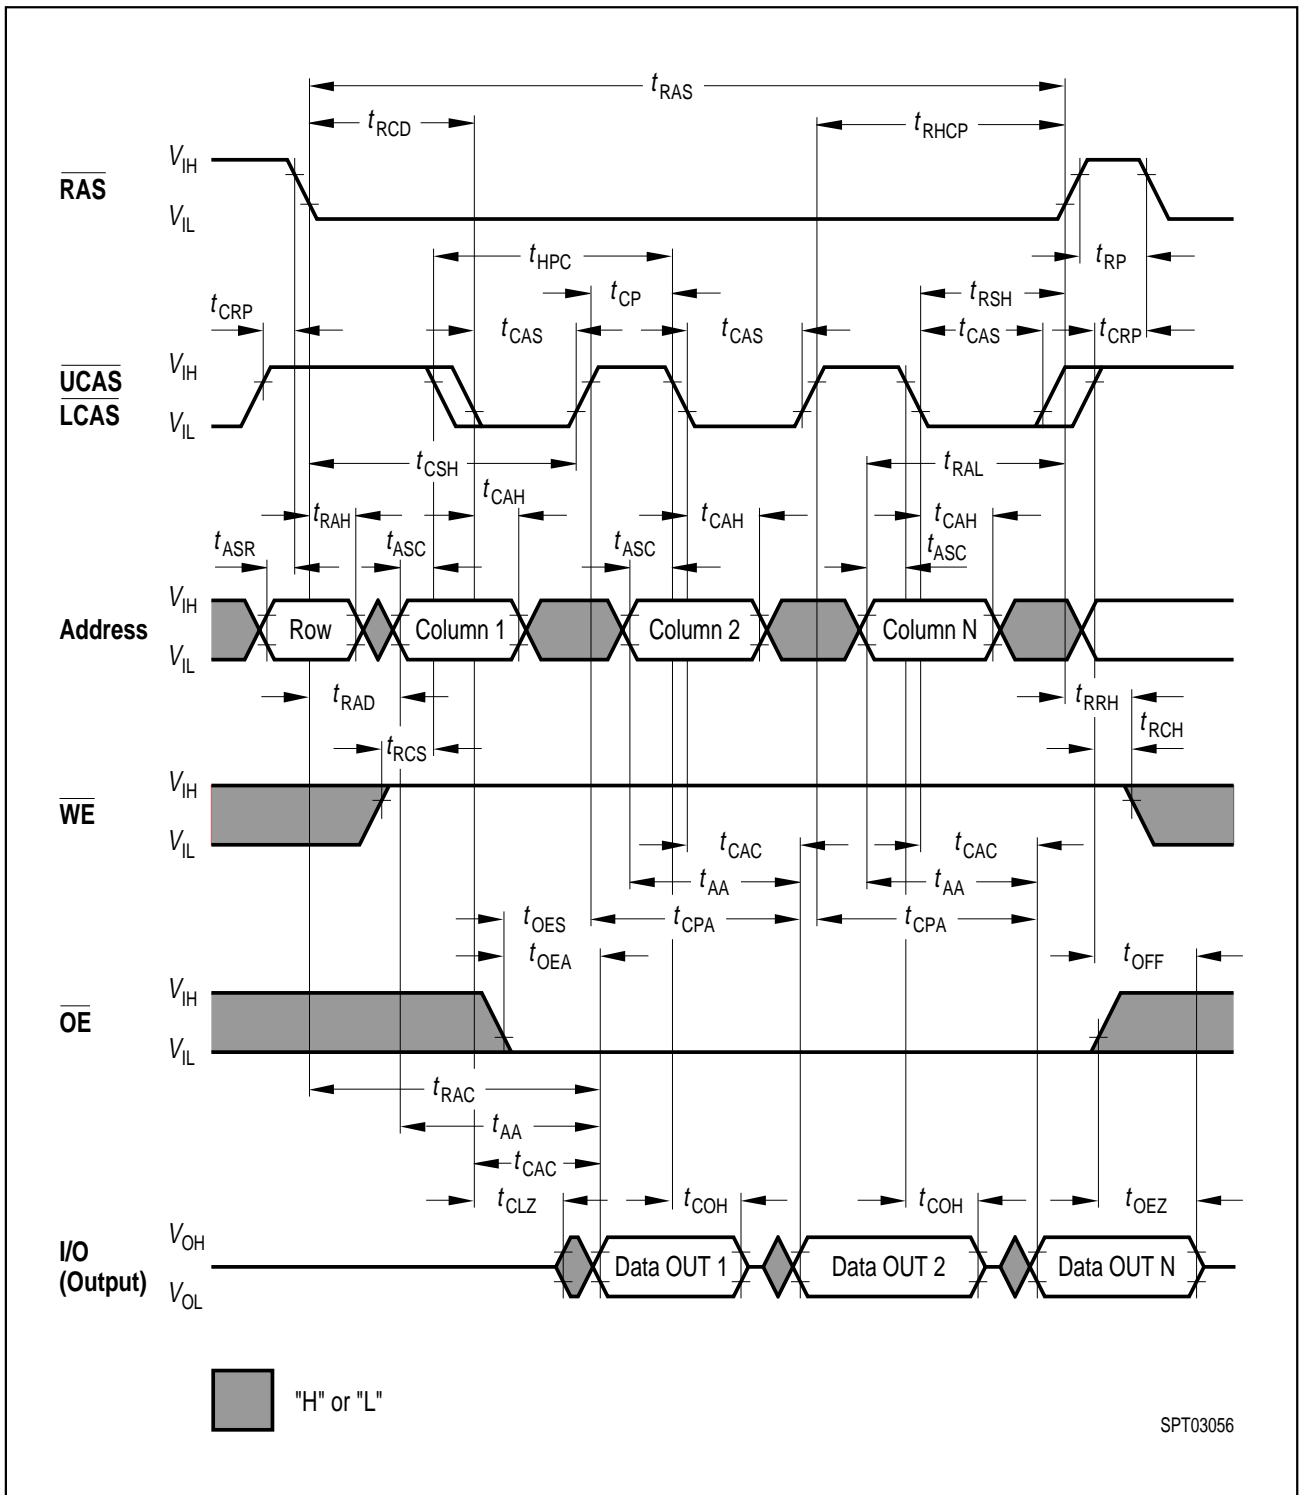 tRAS
tRCD tRHCP
VIH
RAS
VIL
tHPC tRP
tCP tRSH
tCRP tCAS tCAS tCAS tCRP
VIH
UCAS
LCAS
VIL
tCSH tRAL
tCAH
tRAH tCAH tCAH
tASR tASC tASC tASC
VIH
Address Row Column 1 Column 2 Column N
VIL
tRAD tRRH
tRCH
tRCS
VIH
WE
VIL
tCAC tCAC
tAA tAA
tOES tCPA tCPA
tOEA tOFF
VIH
OE
VIL
tRAC
tAA
tCAC
tCLZ tCOH tCOH tOEZ
VOH
I/O
(Output) Data OUT 1 Data OUT 2 Data OUT N
VOL
"H" or "L"
SPT03056